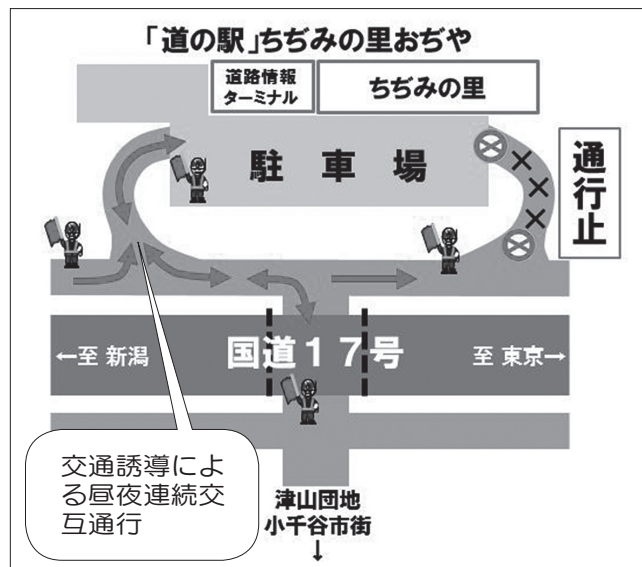 「道の駅」ちぢみの里おぢや
道路情報
ターミナル
ちぢみの里
駐車場
通行止
←至 新潟
国道17号
至 東京→
交通誘導によ
る昼夜連続交
互通行
津山団地
小千谷市街
↓